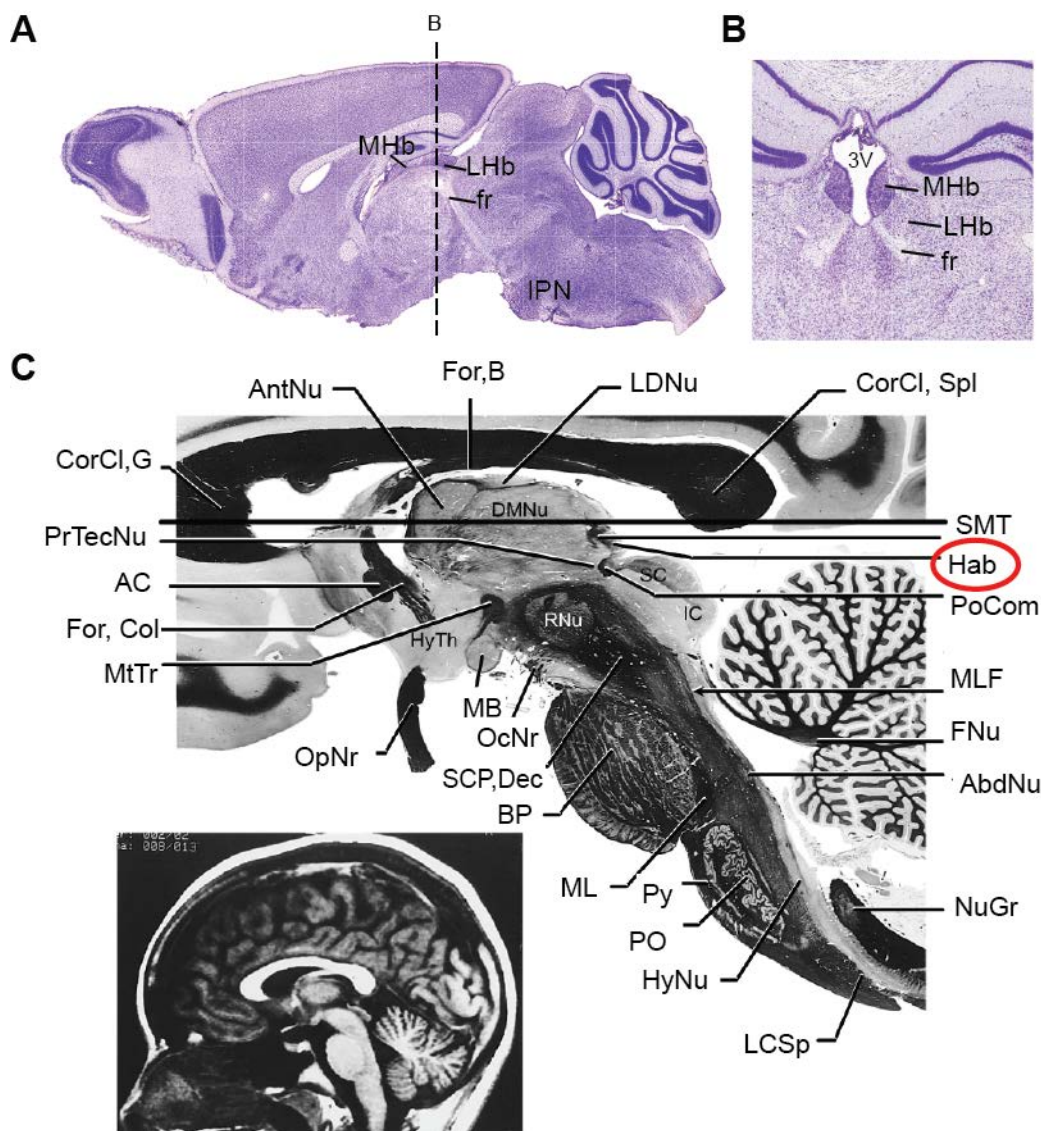 A
B
B
MHb
LHb
fr
IPN
3V
MHb
LHb
fr
C
For,B
AntNu
LDNu
CorCl, Spl
CorCl,G
DMNu
PrTecNu
SMT
SC
Hab
AC
IC
PoCom
RNu
For, Col
HyTh
MtTr
MB
MLF
OcNr
OpNr
FNu
SCP,Dec
AbdNu
BP
ML
Py
NuGr
PO
HyNu
LCSp
008/013